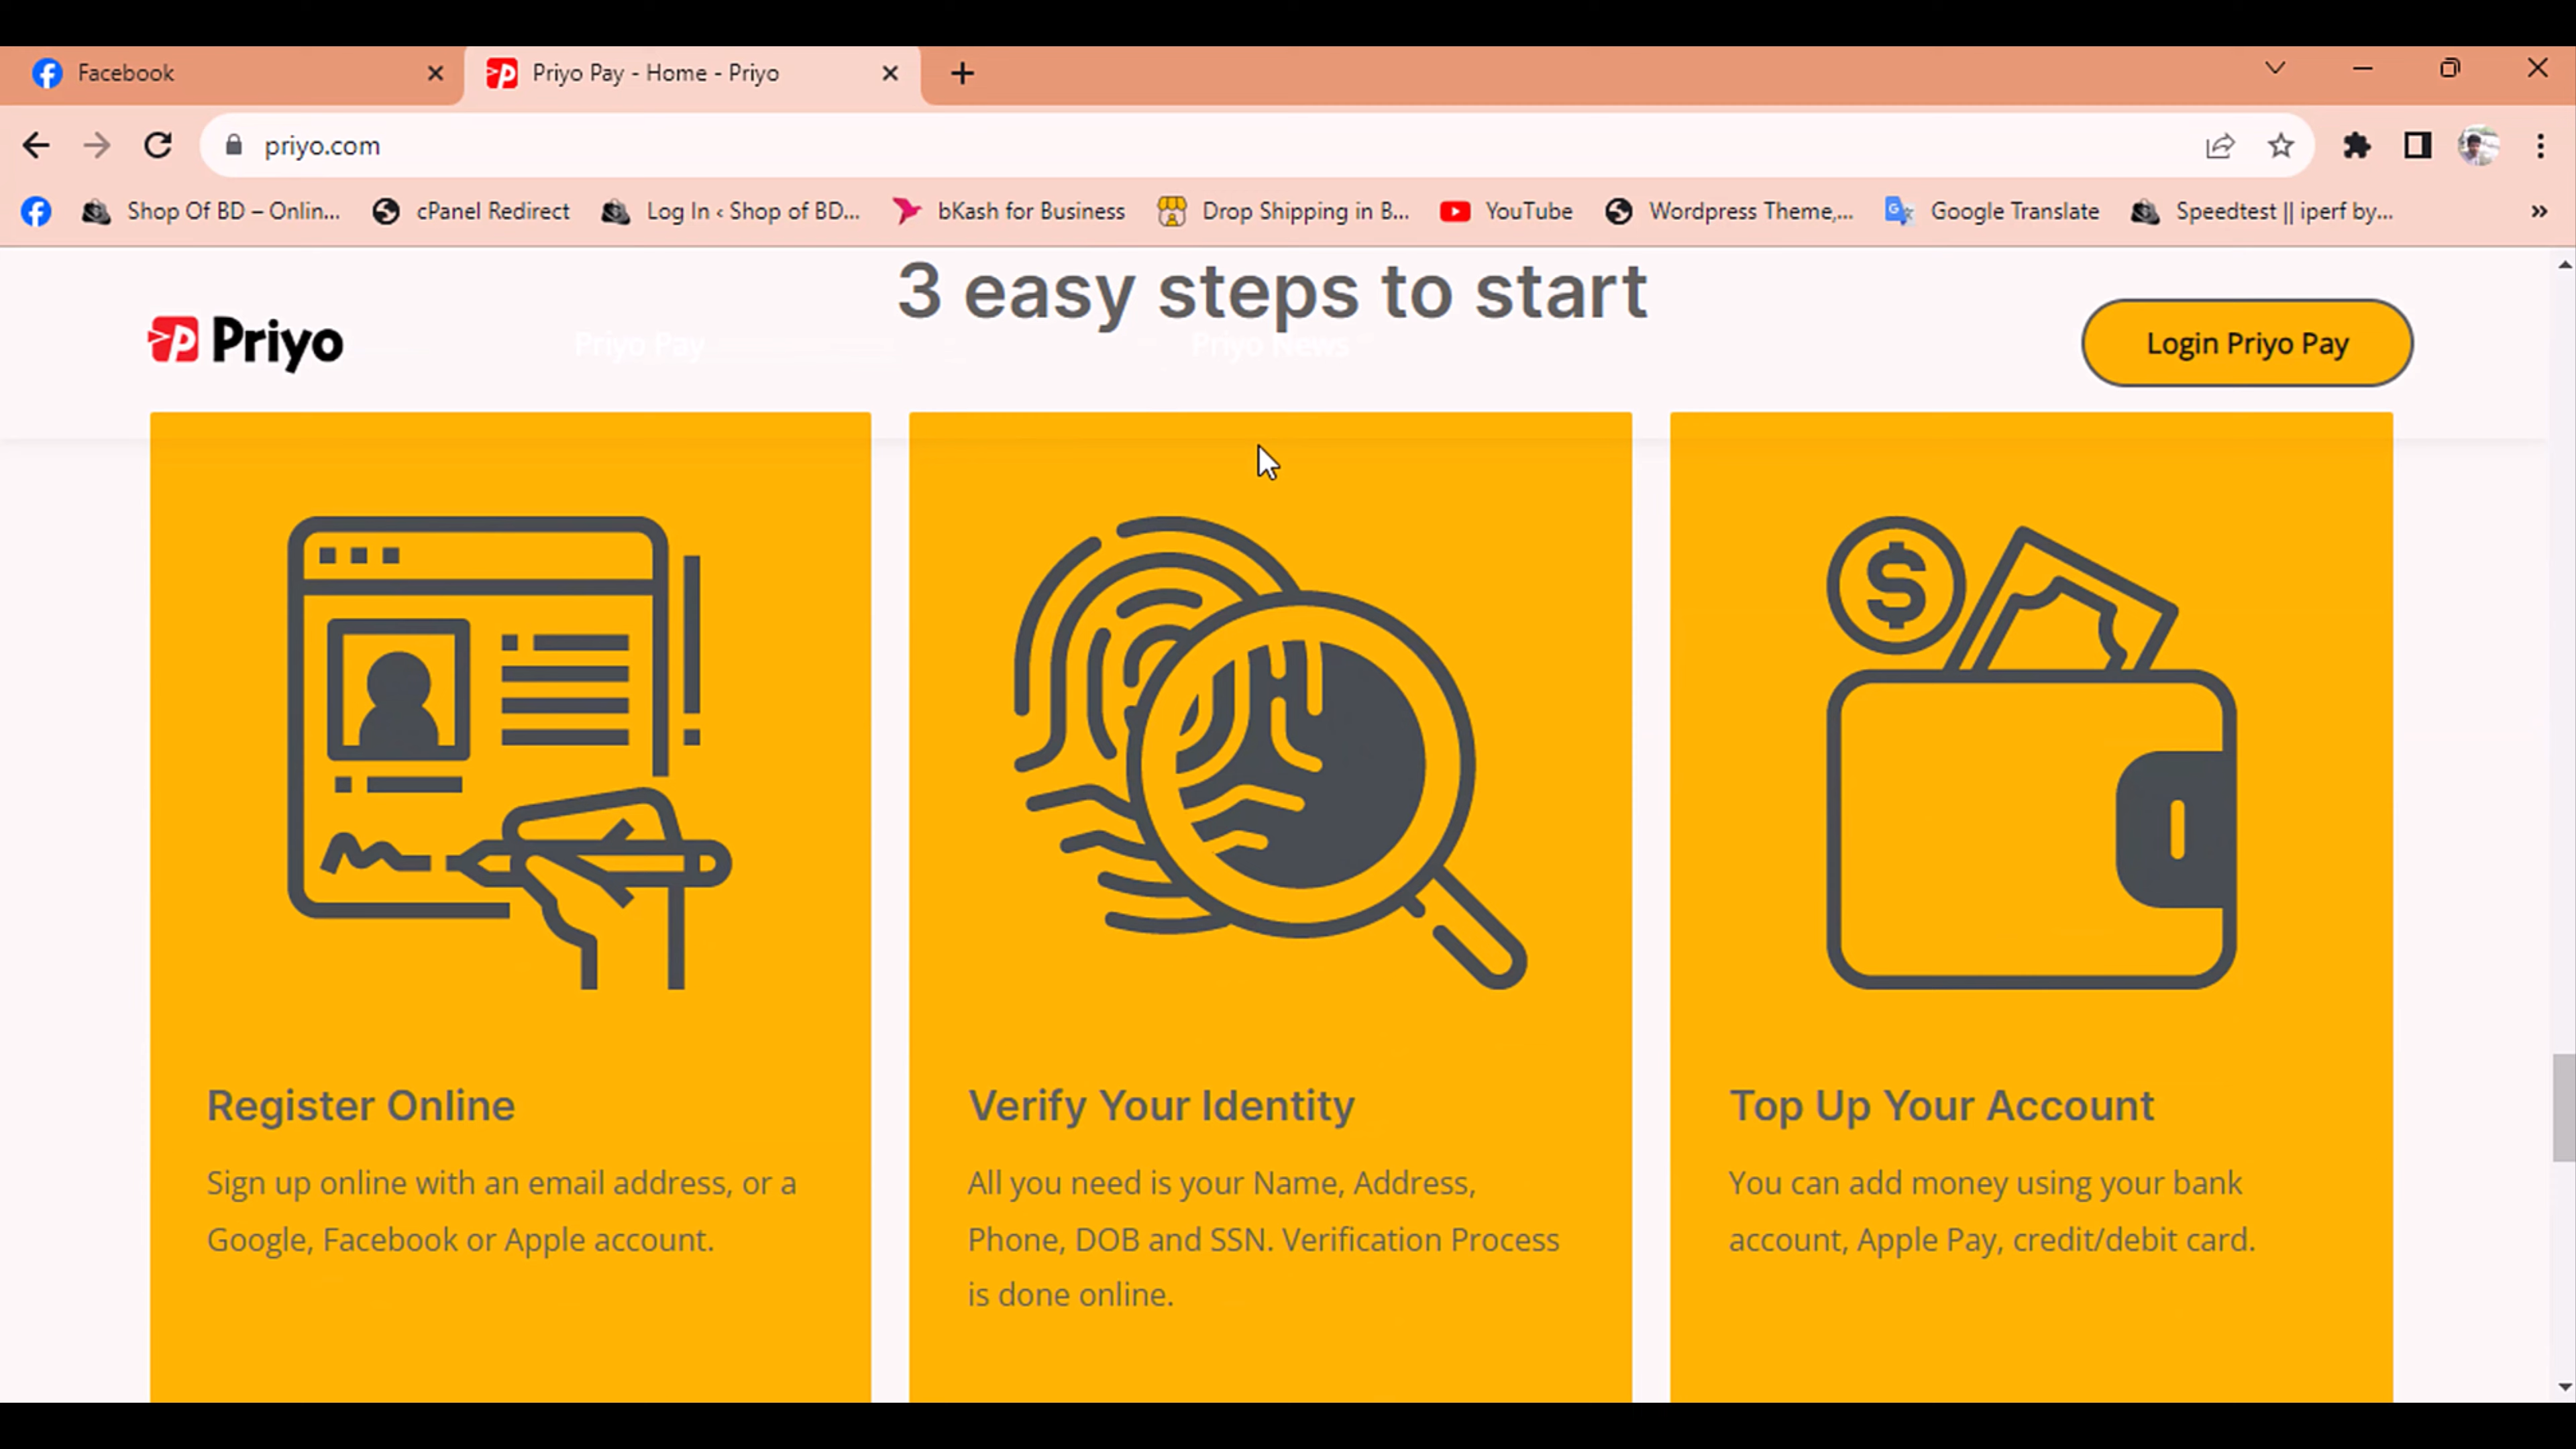 Facebook
Priyo Pay - Home - Priyo
priyo.com
Shop Of BD – Onlin...
cPanel Redirect
Log In ‹ Shop of BD...
bKash for Business
Drop Shipping in B...
YouTube
Wordpress Theme,...
Google Translate
Speedtest || iperf by...
3 easy steps to start
Priyo
Priyo Pay
Priyo News
Login Priyo Pay
Register Online
Sign up online with an email address, or a
Google, Facebook or Apple account.
Verify Your Identity
All you need is your Name, Address,
Phone, DOB and SSN. Verification Process
is done online.
Top Up Your Account
You can add money using your bank
account, Apple Pay, credit/debit card.